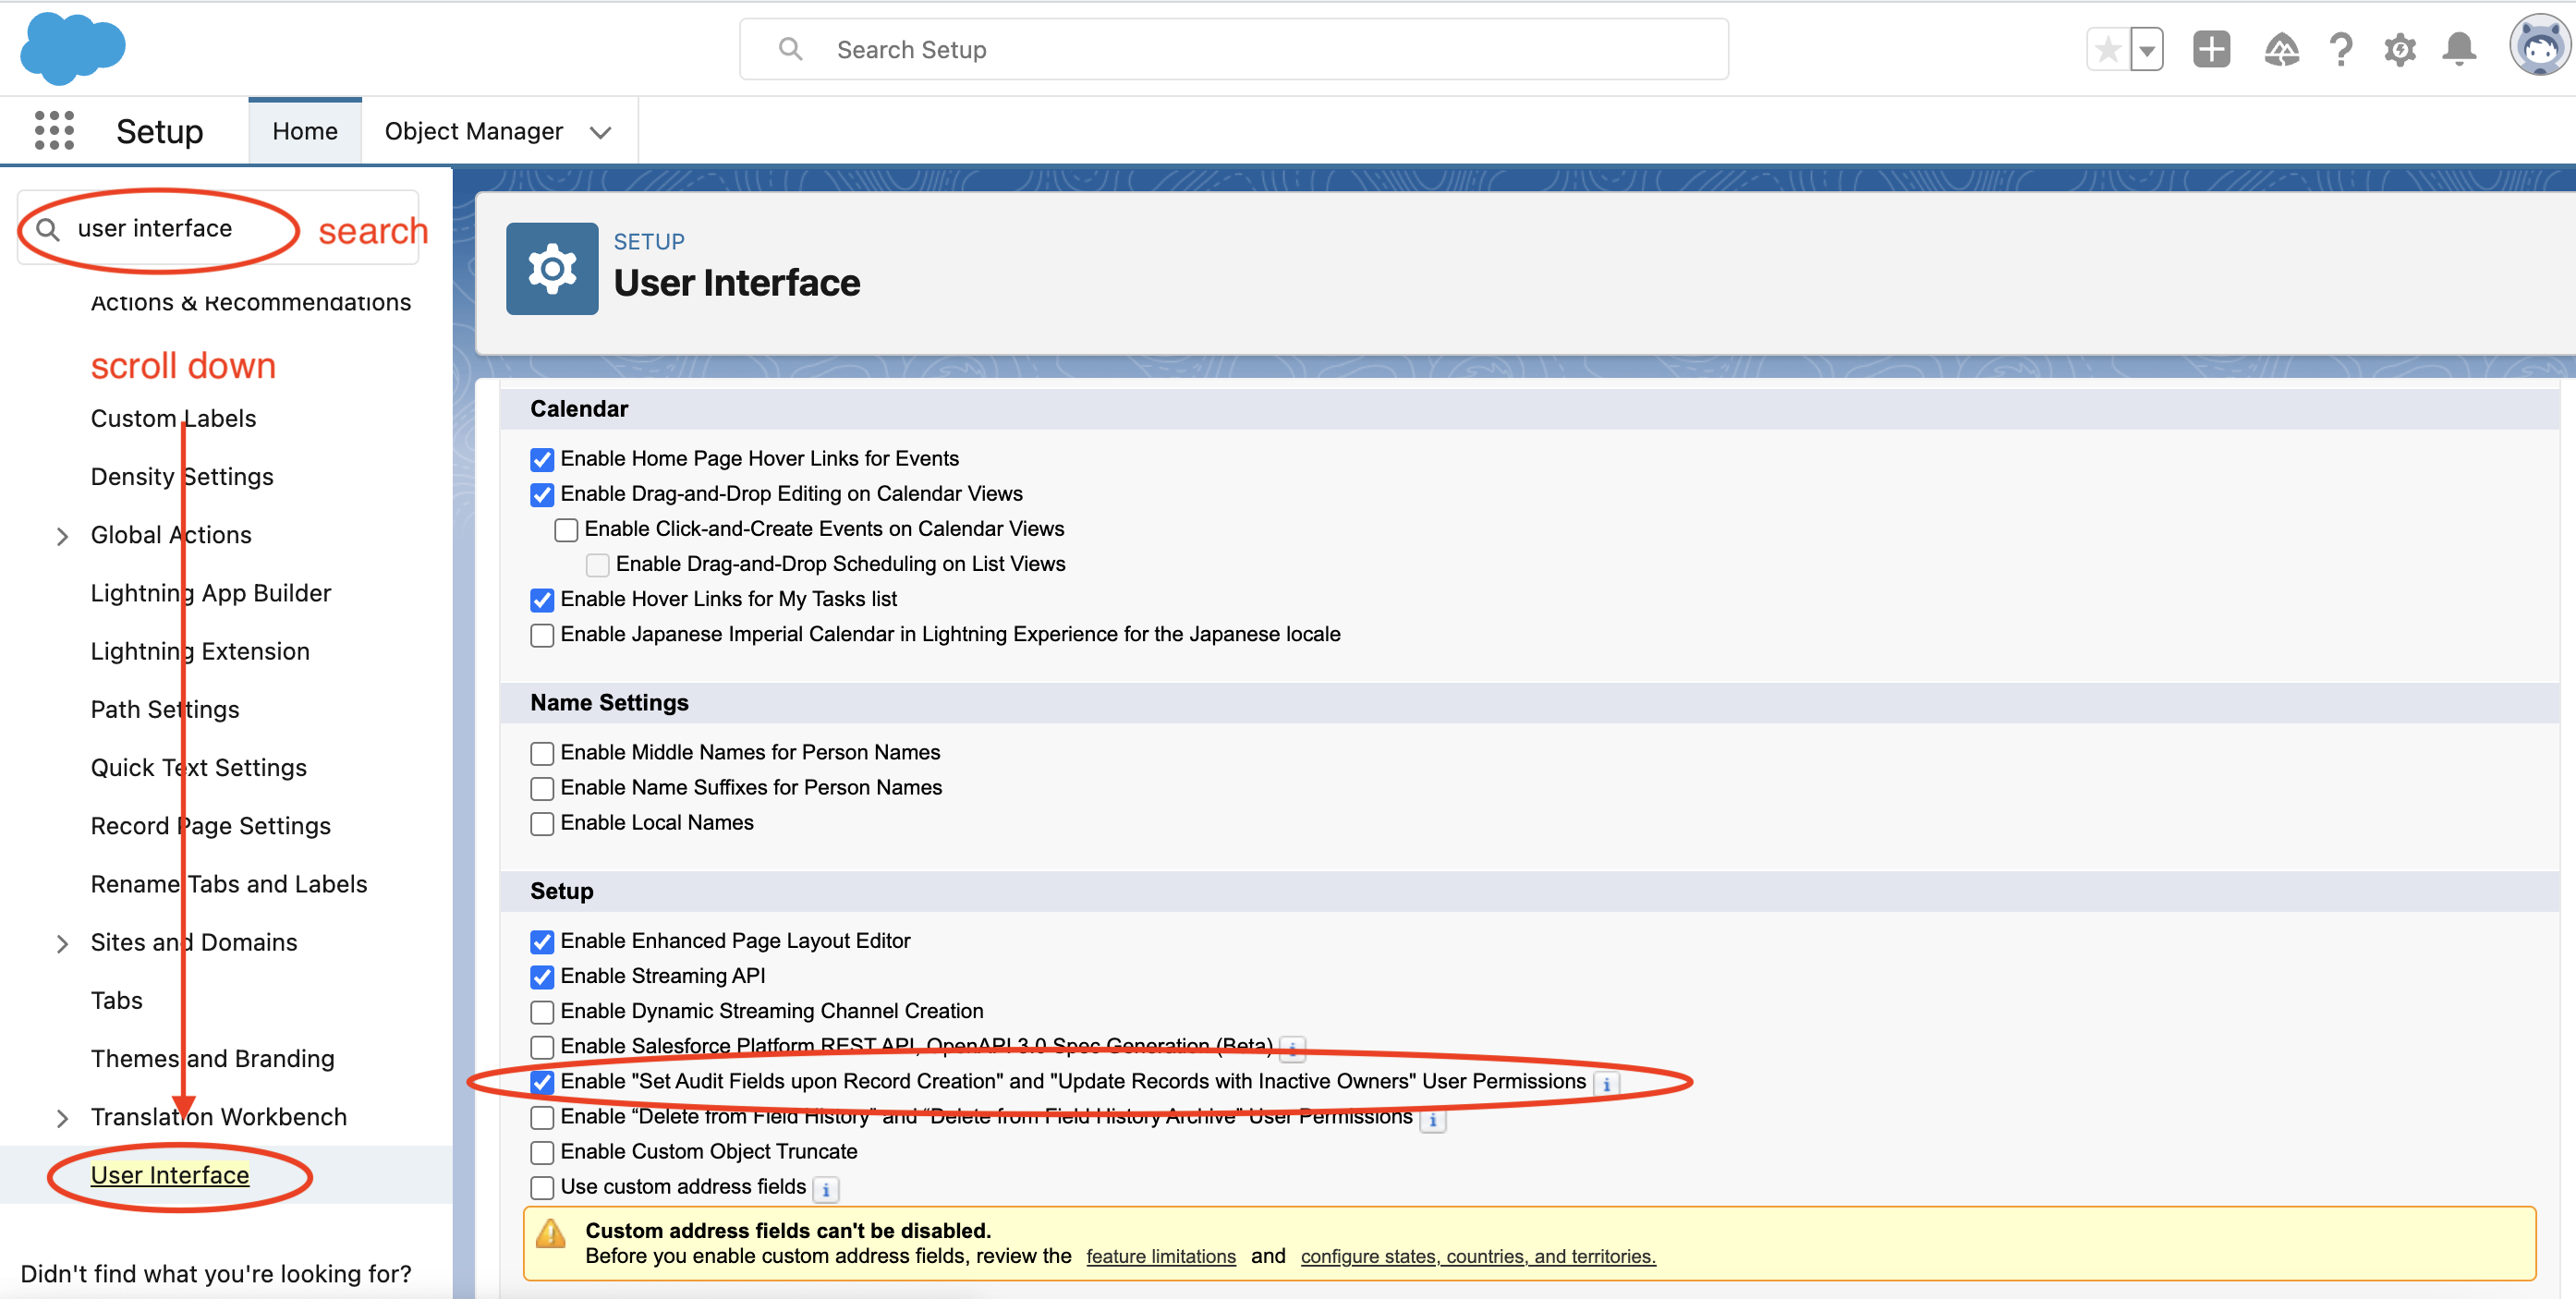 Search Setup
Setup
Home
Object Manager
user interface
search
Actions & Recommendations
scroll down
Custom Labels
Density Settings
Global Actions
Lightning App Builder
Lightning Extension
Path Settings
Quick Text Settings
Record Page Settings
Rename Tabs and Labels
Sites and Domains
Tabs
Themes and Branding
Translation Workbench
User Interface
Didn't find what you're looking for?
SETUP
User Interface
Calendar
Enable Home Page Hover Links for Events
Enable Drag-and-Drop Editing on Calendar Views
Enable Click-and-Create Events on Calendar Views
Enable Drag-and-Drop Scheduling on List Views
Enable Hover Links for My Tasks list
Enable Japanese Imperial Calendar in Lightning Experience for the Japanese locale
Name Settings
Enable Middle Names for Person Names
Enable Name Suffixes for Person Names
Enable Local Names
Setup
Enable Enhanced Page Layout Editor
Enable Streaming API
Enable Dynamic Streaming Channel Creation
Enable Salesforce Platform REST API, OpenAPI 3.0 Spec Generation (Beta) i
Enable "Set Audit Fields upon Record Creation" and "Update Records with Inactive Owners" User Permissions i
Enable “Delete from Field History” and “Delete from Field History Archive” User Permissions i
Enable Custom Object Truncate
Use custom address fields i
Custom address fields can't be disabled.
Before you enable custom address fields, review the feature limitations and configure states, countries, and territories.